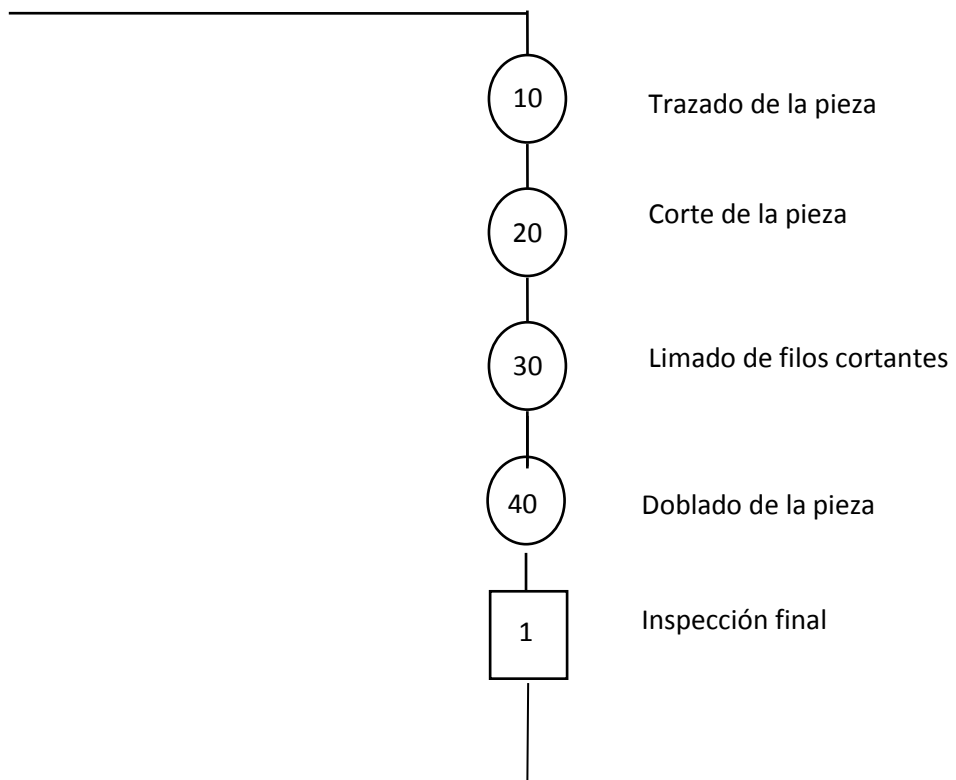 10 Trazado de la pieza
20 Corte de la pieza
30 Limado de filos cortantes
40 Doblado de la pieza
1 Inspección final